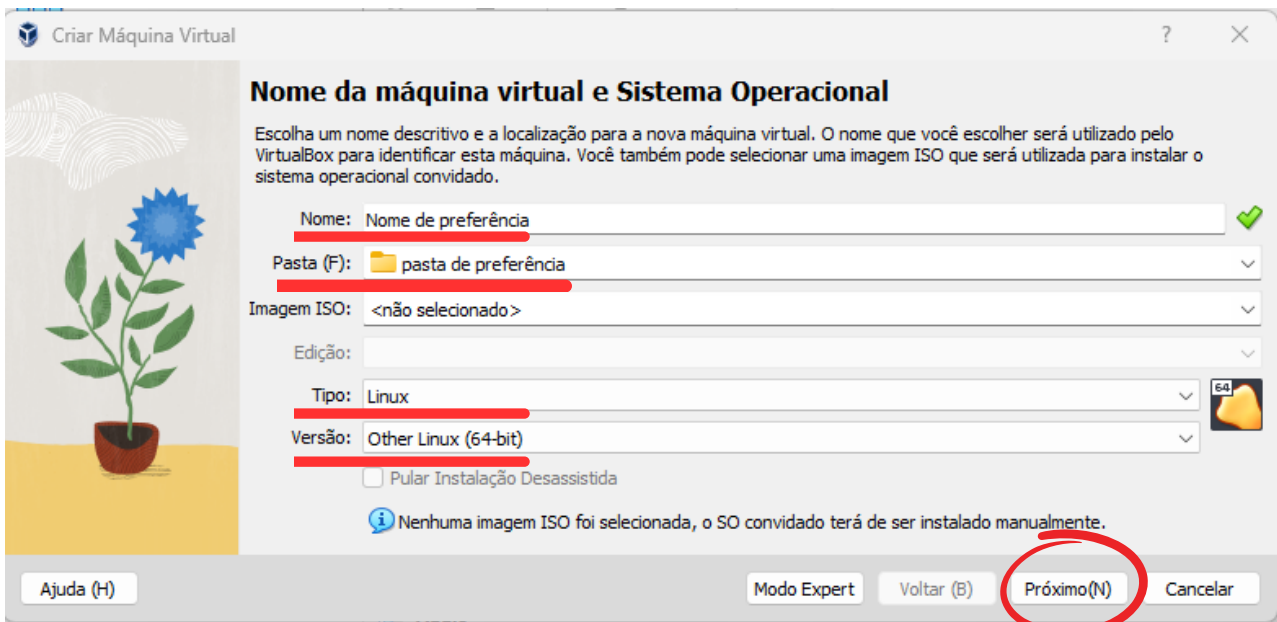 Criar Máquina Virtual
?
Nome da máquina virtual e Sistema Operacional
Escolha um nome descritivo e a localização para a nova máquina virtual. O nome que você escolher será utilizado pelo
VirtualBox para identificar esta máquina. Você também pode selecionar uma imagem ISO que será utilizada para instalar o
sistema operacional convidado.
Nome: Nome de preferência
Pasta (F): pasta de preferência
Imagem ISO: <não selecionado>
Edição:
Tipo: Linux
64
Versão: Other Linux (64-bit)
Pular Instalação Desassistida
Nenhuma imagem ISO foi selecionada, o SO convidado terá de ser instalado manualmente.
Ajuda (H) Modo Expert Voltar (B) Próximo(N) Cancelar